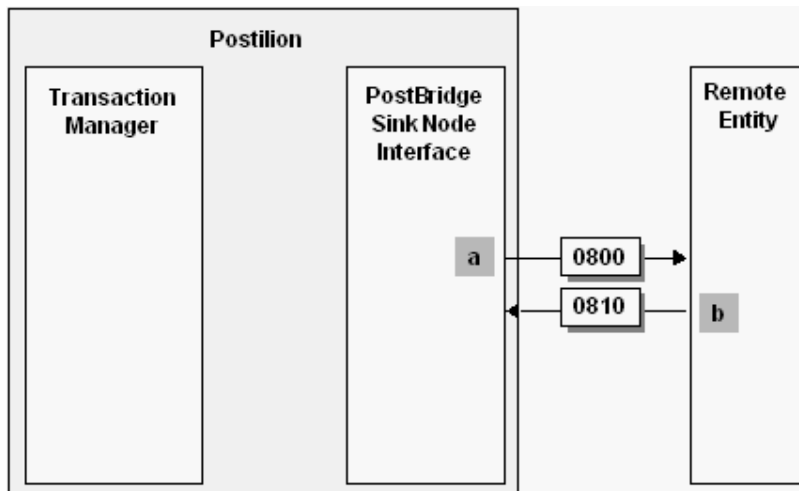 Postilion
Transaction
Manager
PostBridge
Sink Node
Interface
Remote
Entity
a
0800
0810
b